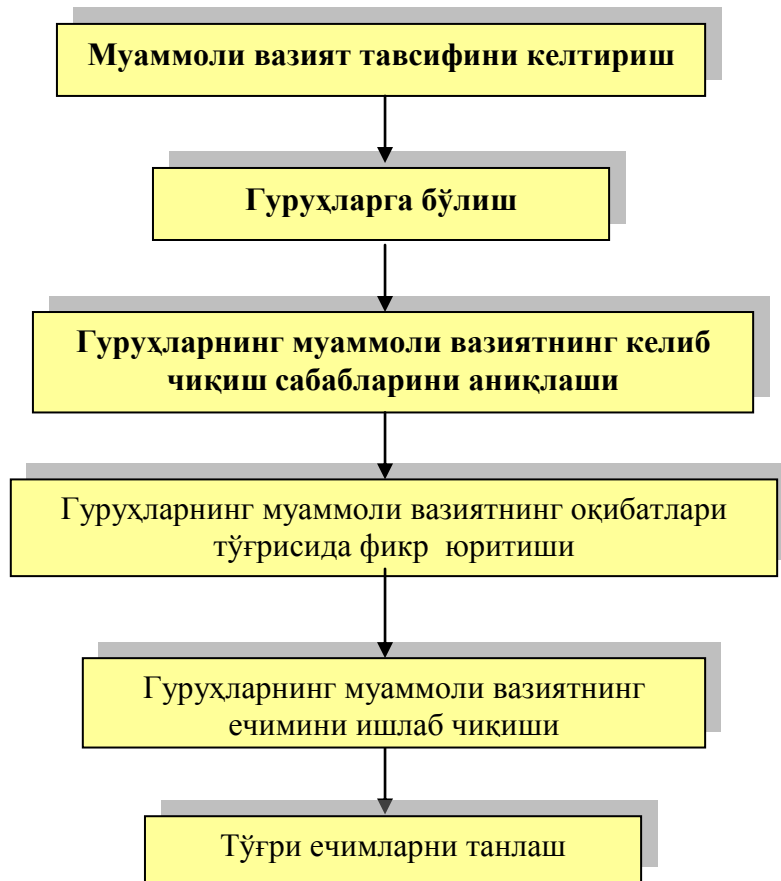 Муаммоли вазият тавсифини келтириш
Гуруҳларга бўлиш
Гуруҳларнинг муаммоли вазиятнинг келиб
чиқиш сабабларини аниқлаши
Гуруҳларнинг муаммоли вазиятнинг оқибатлари
тўғрисида фикр юритиши
Гуруҳларнинг муаммоли вазиятнинг
ечимини ишлаб чиқиши
Тўғри ечимларни танлаш